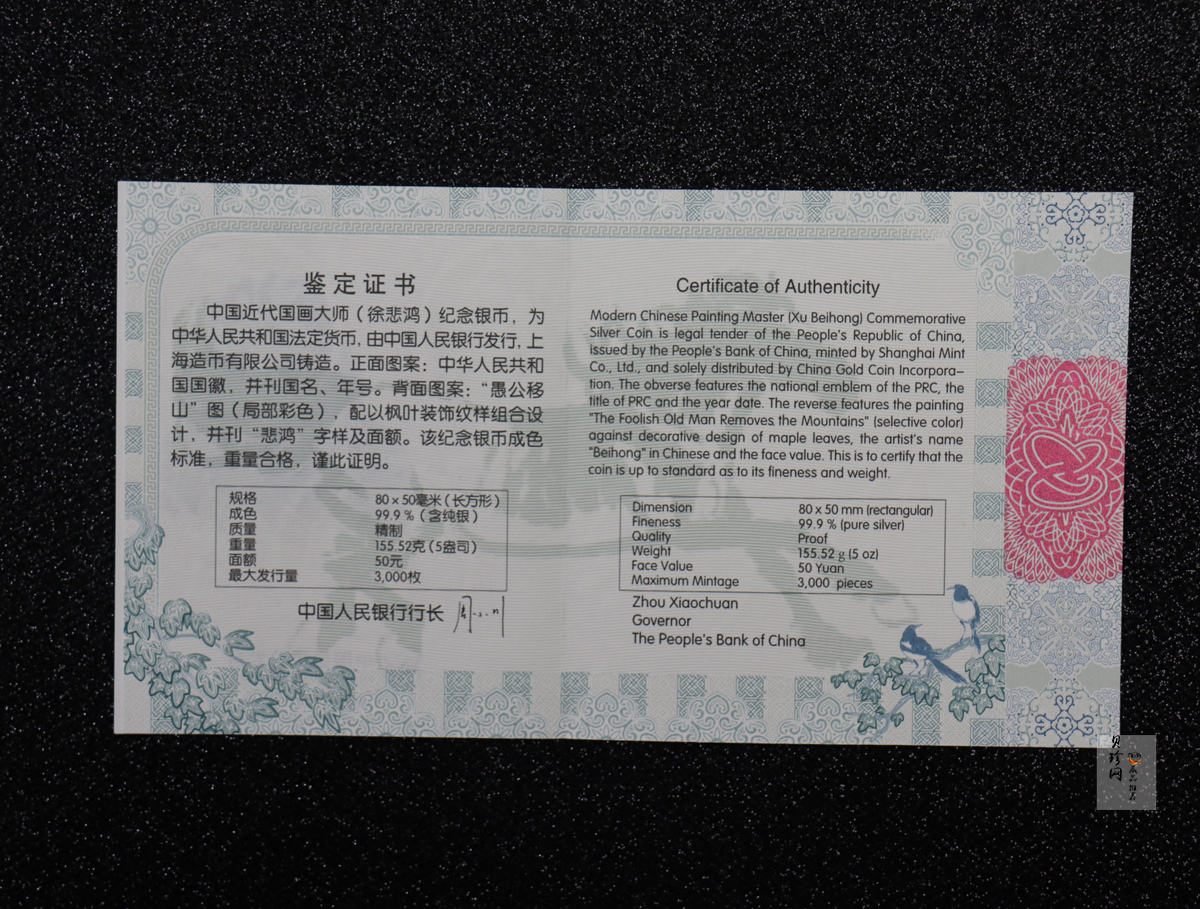 鉴定证书
中国近代国画大师（徐悲鸿）纪念银币，为
中华人民共和国法定货币，由中国人民银行发行，上
海造币有限公司铸造。正面图案：中华人民共和
国国徽，并刊国名、年号。背面图案：“愚公移
山”图（局部彩色），配以枫叶装饰纹样组合设
计，并刊“悲鸿”字样及面额。该纪念银币成色
标准，重量合格，谨此证明。
规格 80×50毫米（长方形）
成色 99.9％（含纯银）
质量 精制
重量 155.52克（5盎司）
面额 50元
最大发行量 3,000枚
中国人民银行行长
Certificate of Authenticity
Modern Chinese Painting Master (Xu Beihong) Commemorative
Silver Coin is legal tender of the People's Republic of China,
issued by the People's Bank of China, minted by Shanghai Mint
Co., Ltd., and solely distributed by China Gold Coin Incorpora-
tion. The obverse features the national emblem of the PRC, the
title of PRC and the year date. The reverse features the painting
"The Foolish Old Man Removes the Mountains" (selective color)
against decorative design of maple leaves, the artist's name
"Beihong" in Chinese and the face value. This is to certify that the
coin is up to standard as to its fineness and weight.
Dimension 80 x 50 mm (rectangular)
Fineness 99.9 % (pure silver)
Quality Proof
Weight 155.52 g (5 oz)
Face Value 50 Yuan
Maximum Mintage 3,000 pieces
Zhou Xiaochuan
Governor
The People's Bank of China
贝珍网